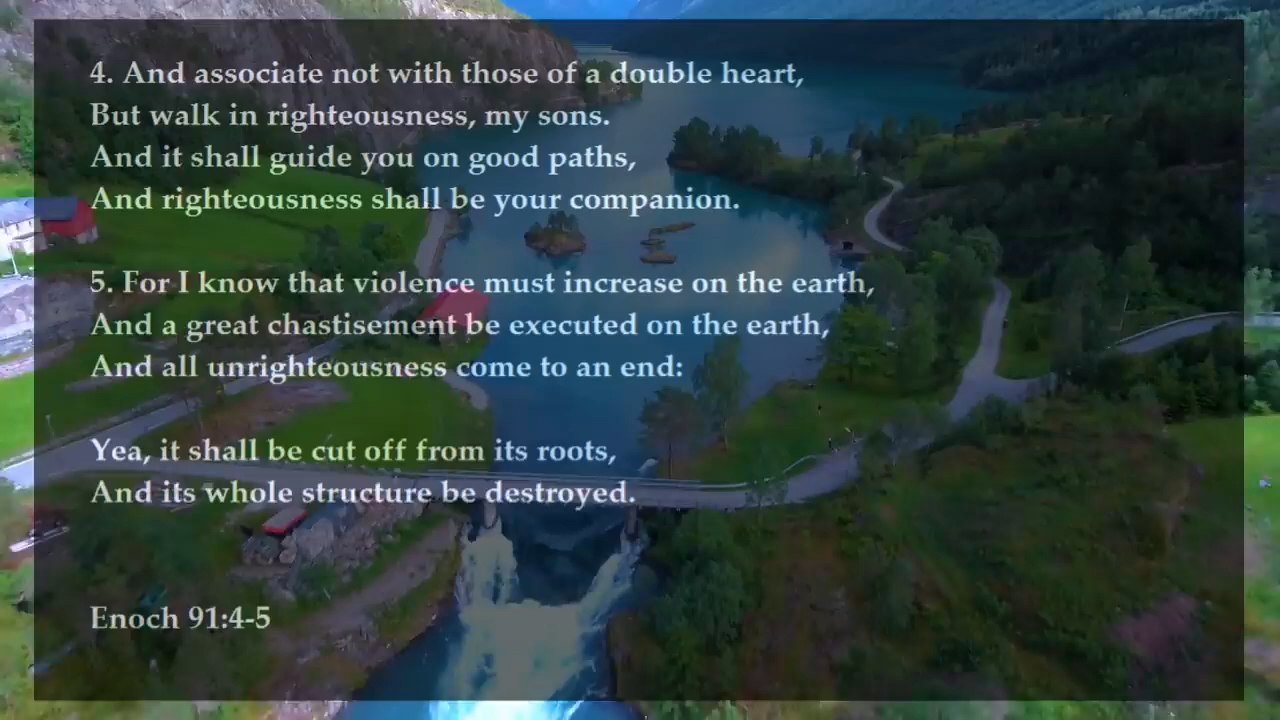 4. And associate not with those of a double heart,
But walk in righteousness, my sons.
And it shall guide you on good paths,
And righteousness shall be your companion.
5. For I know that violence must increase on the earth,
And a great chastisement be executed on the earth,
And all unrighteousness come to an end:
Yea, it shall be cut off from its roots,
And its whole structure be destroyed.
Enoch 91:4-5